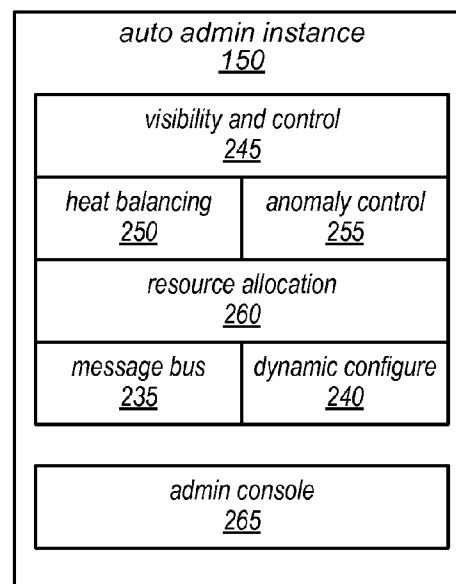 auto admin instance
150
visibility and control
245
heat balancing
250
anomaly control
255
resource allocation
260
message bus
235
dynamic configure
240
admin console
265